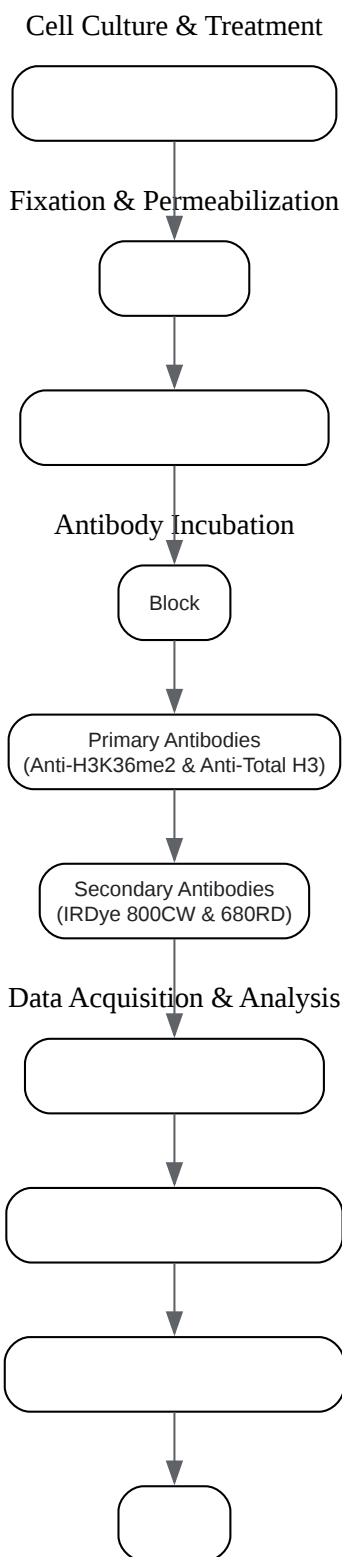 Cell Culture & Treatment
Fixation & Permeabilization
Antibody Incubation
Block
Primary Antibodies
(Anti-H3K36me2 & Anti-Total H3)
Secondary Antibodies
(IRDye 800CW & 680RD)
Data Acquisition & Analysis